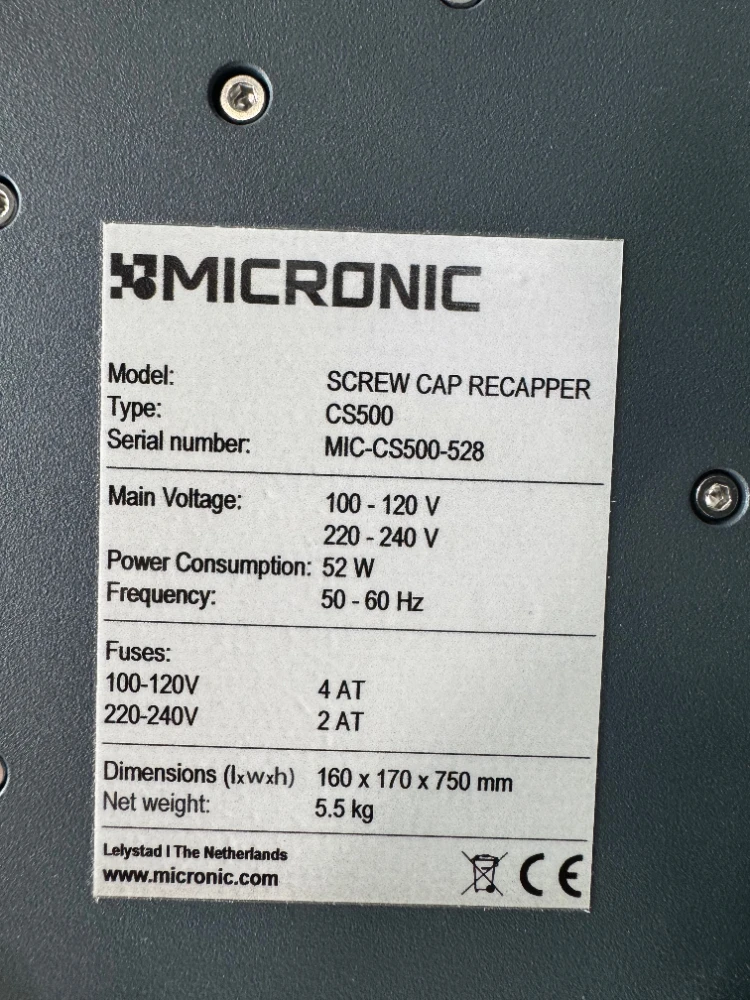 MICRONIC
Model: SCREW CAP RECAPPER
Type: CS500
Serial number: MIC-CS500-528
Main Voltage: 100 - 120 V
220 - 240 V
Power Consumption: 52 W
Frequency: 50 - 60 Hz
Fuses:
100-120V 4 AT
220-240V 2 AT
Dimensions (lxwxh) 160 x 170 x 750 mm
Net weight: 5.5 kg
Lelystad I The Netherlands
www.micronic.com
CE